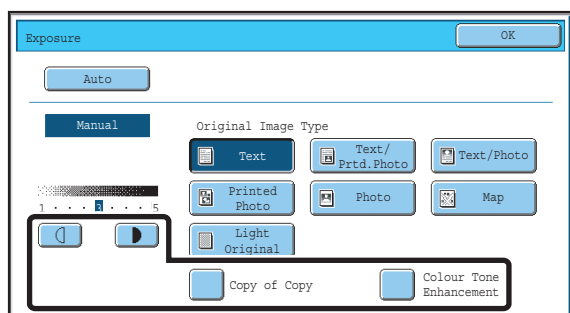 Exposure
OK
Auto
Manual
Original Image Type
Text
Text/
Prtd.Photo
Text/Photo
Printed
Photo
Photo
Map
1 · · · 3 · · · 5
Light
Original
Copy of Copy
Colour Tone
Enhancement